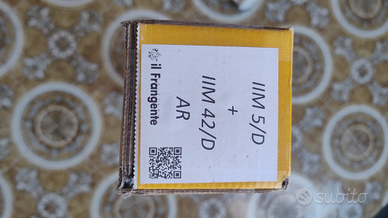 il Frangente
IIM 5/D
+
IIM 42/D
AR
subito